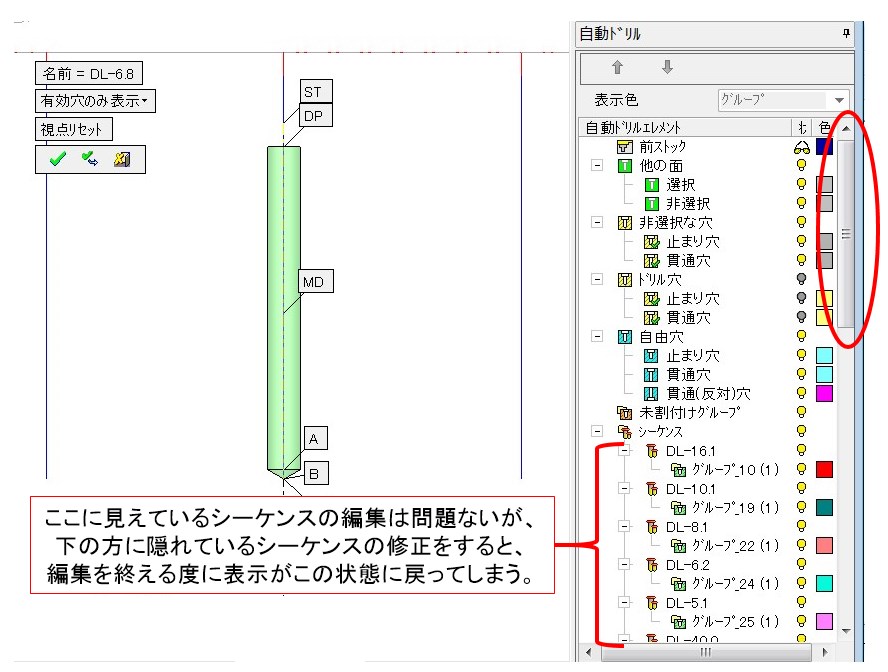 自動ﾄﾞﾘﾙ
名前 = DL-6.8
有効穴のみ表示
視点ﾘｾｯﾄ
ST
DP
MD
A
B
表示色
ｸﾞﾙｰﾌﾟ
自動ﾄﾞﾘﾙｴﾚﾒﾝﾄ
色
前ｽﾄｯｸ
他の面
選択
非選択
非選択な穴
止まり穴
貫通穴
ﾄﾞﾘﾙ穴
止まり穴
貫通穴
自由穴
止まり穴
貫通穴
貫通(反対)穴
未割付けｸﾞﾙｰﾌﾟ
ｼｰｹﾝｽ
DL-16.1
ｸﾞﾙｰﾌﾟ_10 (1)
DL-10.1
ｸﾞﾙｰﾌﾟ_19 (1)
DL-8.1
ｸﾞﾙｰﾌﾟ_22 (1)
DL-6.2
ｸﾞﾙｰﾌﾟ_24 (1)
DL-5.1
ｸﾞﾙｰﾌﾟ_25 (1)
ここに見えているシーケンスの編集は問題ないが、
下の方に隠れているシーケンスの修正をすると、
編集を終える度に表示がこの状態に戻ってしまう。